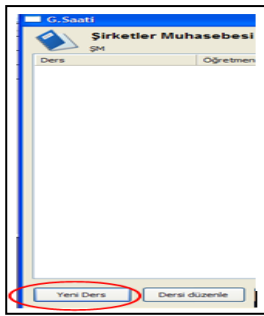 G.Saati
Şirketler Muhasebesi
ŞM
Ders Öğretmen
Yeni Ders Dersi düzenle